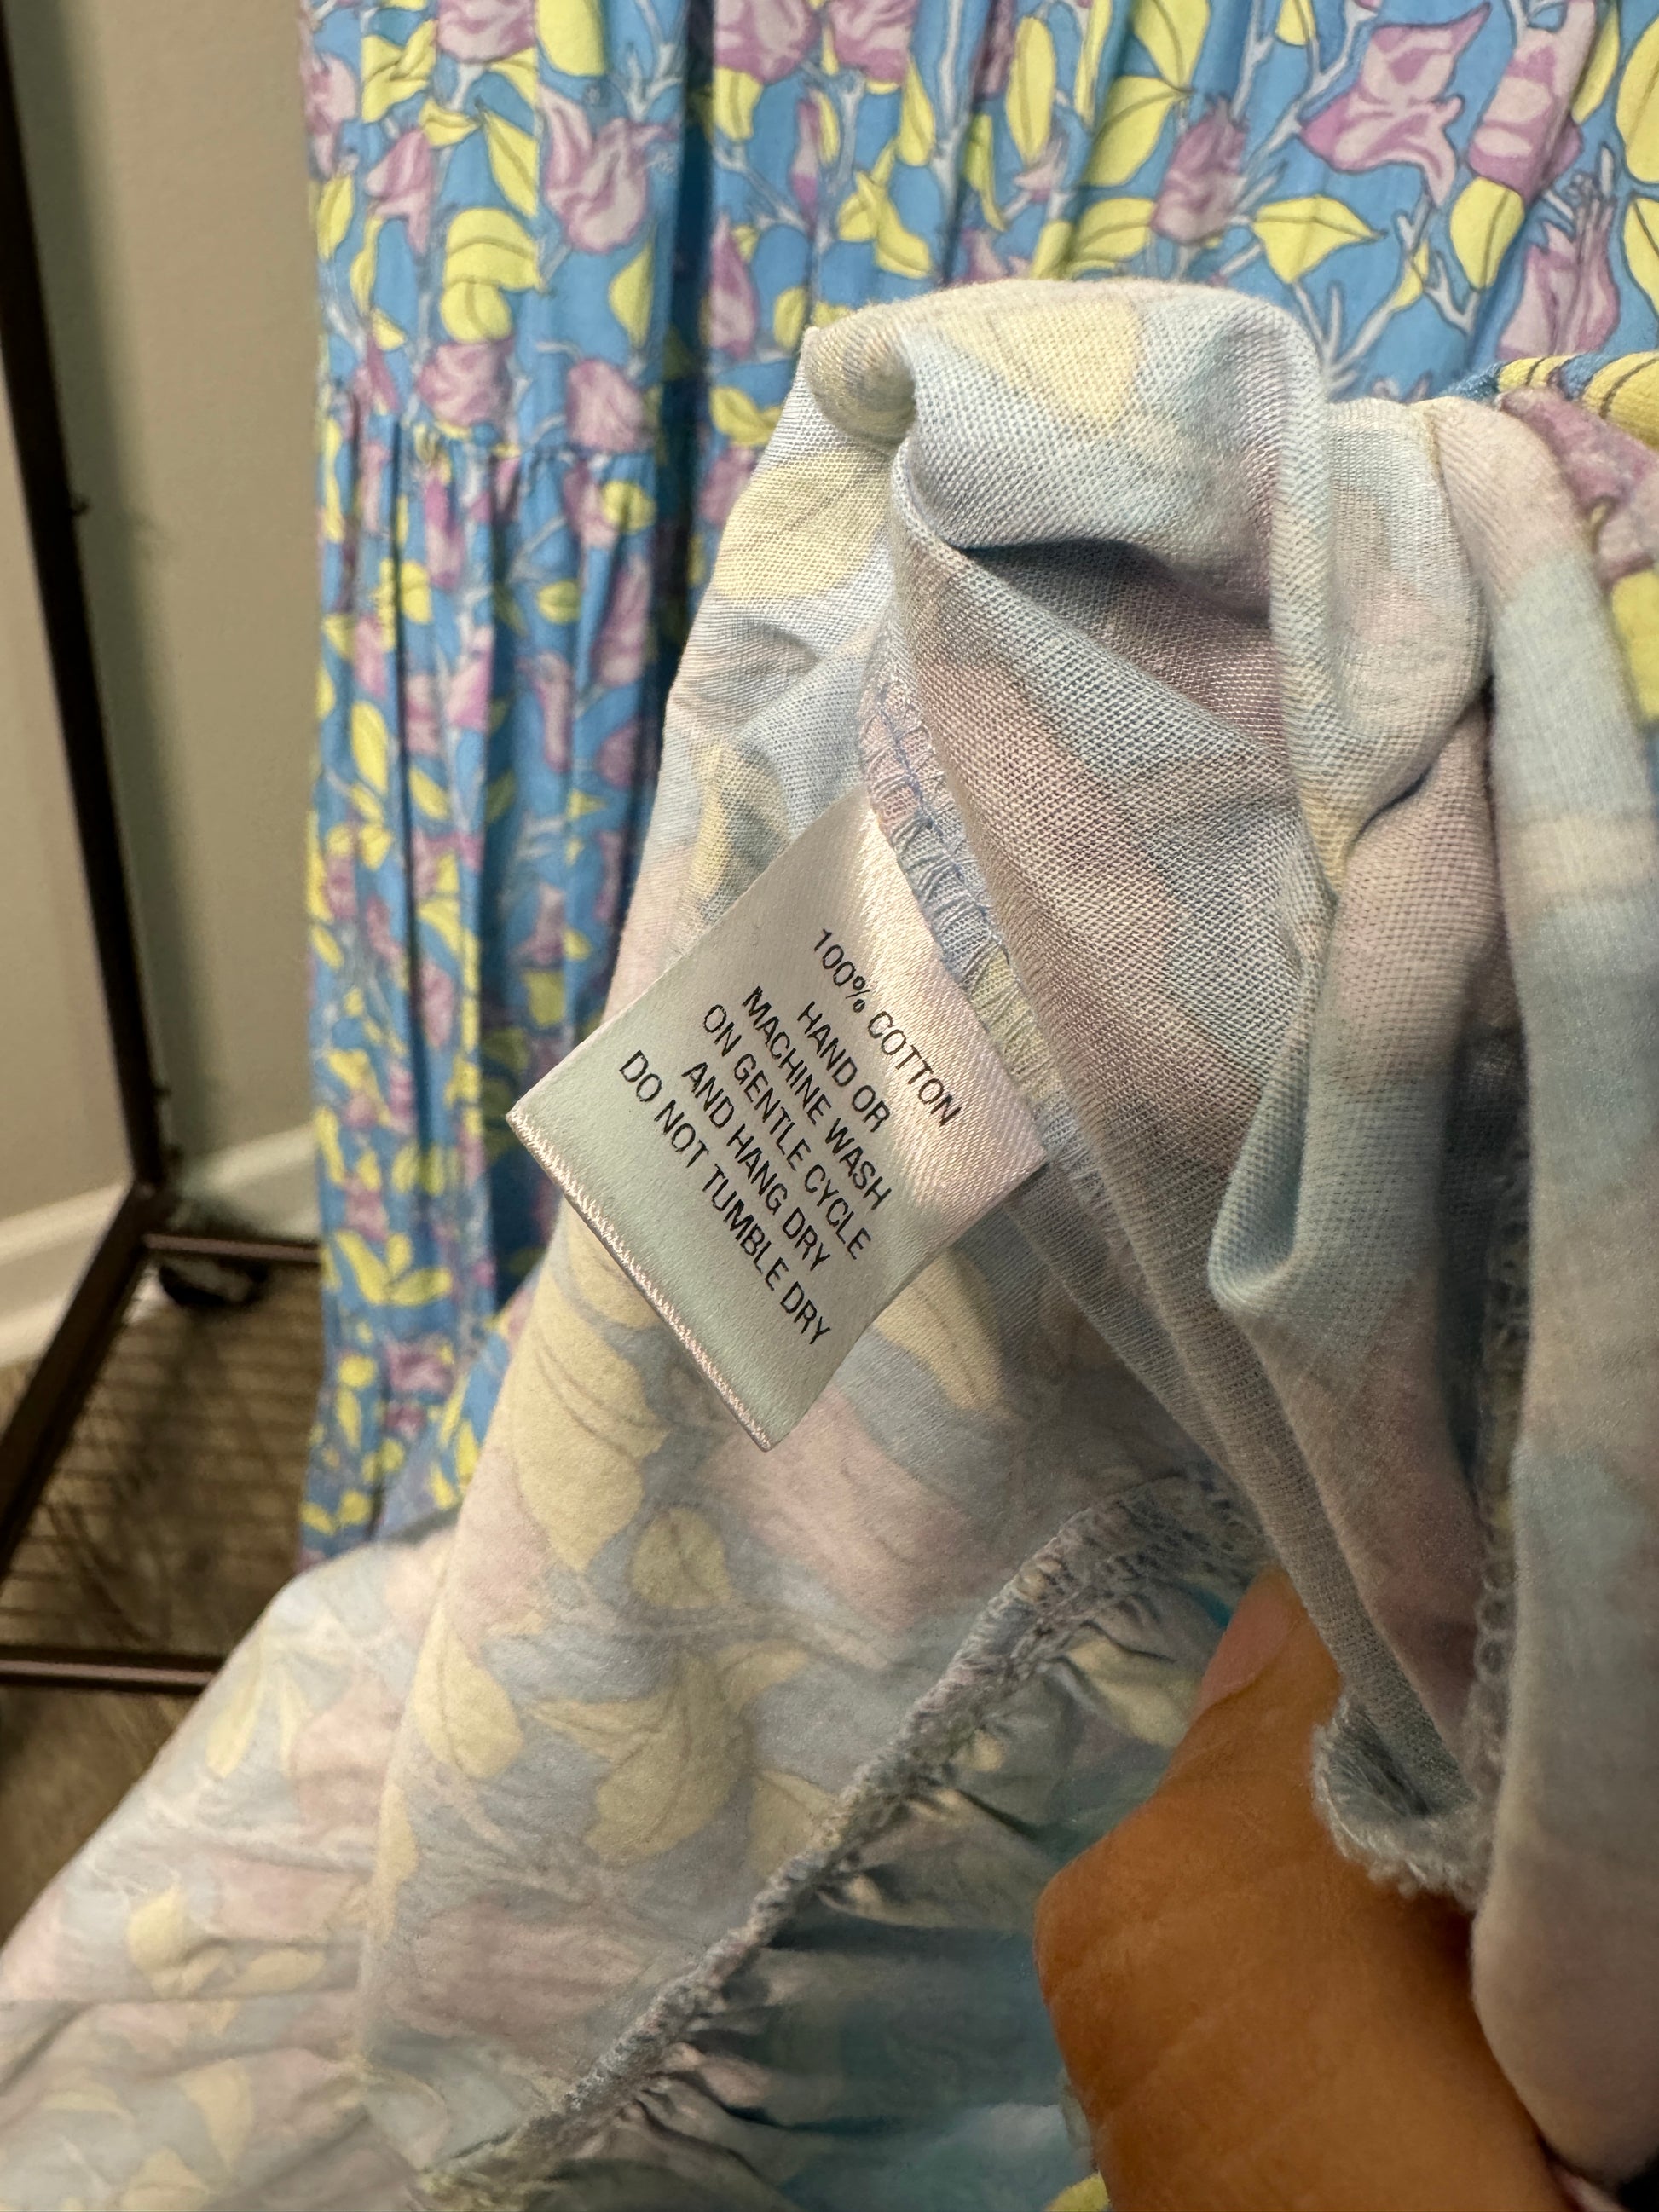 100% COTTON
HAND OR
MACHINE WASH
ON GENTLE CYCLE
AND HANG DRY
DO NOT TUMBLE DRY